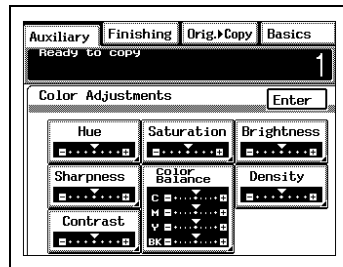 Auxiliary Finishing Orig.▸Copy Basics
Ready to copy
1
Color Adjustments Enter
Hue Saturation Brightness
Sharpness Color Balance Density
C
M
Y
BK
Contrast